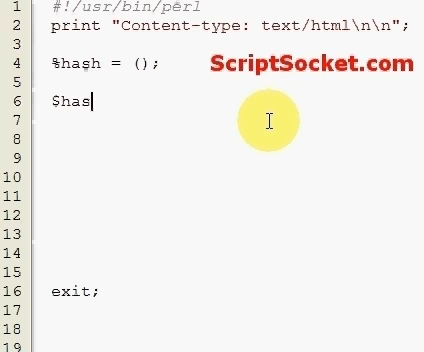 1 #!/usr/bin/perl
2 print "Content-type: text/html\n\n";
3
4 %hash = ();
ScriptSocket.com
5
6 $has
7
8
9
10
11
12
13
14
15
16 exit;
17
18
19